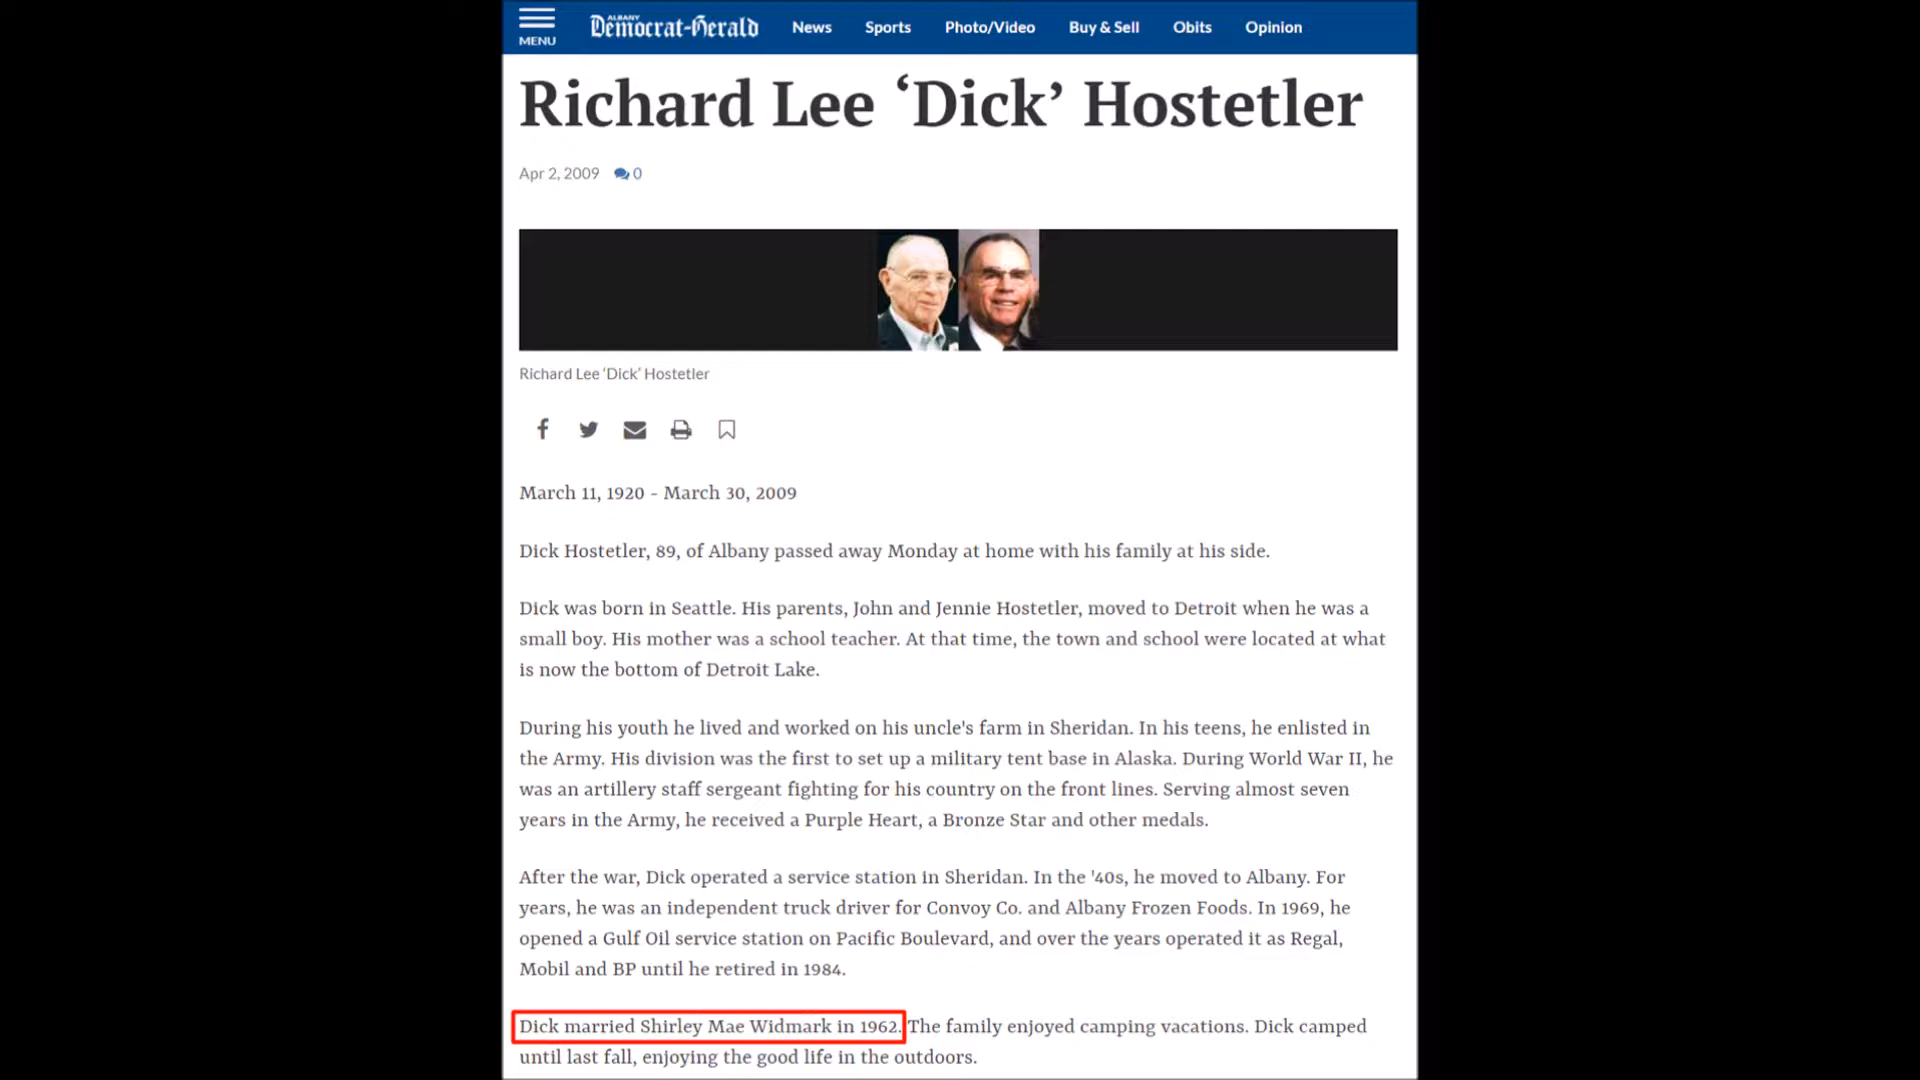 MENU
ALBANY
Democrat-Herald
News
Sports
Photo/Video
Buy & Sell
Obits
Opinion
Richard Lee ‘Dick’ Hostetler
Apr 2, 2009 0
Richard Lee ‘Dick’ Hostetler
March 11, 1920 - March 30, 2009
Dick Hostetler, 89, of Albany passed away Monday at home with his family at his side.
Dick was born in Seattle. His parents, John and Jennie Hostetler, moved to Detroit when he was a
small boy. His mother was a school teacher. At that time, the town and school were located at what
is now the bottom of Detroit Lake.
During his youth he lived and worked on his uncle's farm in Sheridan. In his teens, he enlisted in
the Army. His division was the first to set up a military tent base in Alaska. During World War II, he
was an artillery staff sergeant fighting for his country on the front lines. Serving almost seven
years in the Army, he received a Purple Heart, a Bronze Star and other medals.
After the war, Dick operated a service station in Sheridan. In the '40s, he moved to Albany. For
years, he was an independent truck driver for Convoy Co. and Albany Frozen Foods. In 1969, he
opened a Gulf Oil service station on Pacific Boulevard, and over the years operated it as Regal,
Mobil and BP until he retired in 1984.
Dick married Shirley Mae Widmark in 1962. The family enjoyed camping vacations. Dick camped
until last fall, enjoying the good life in the outdoors.